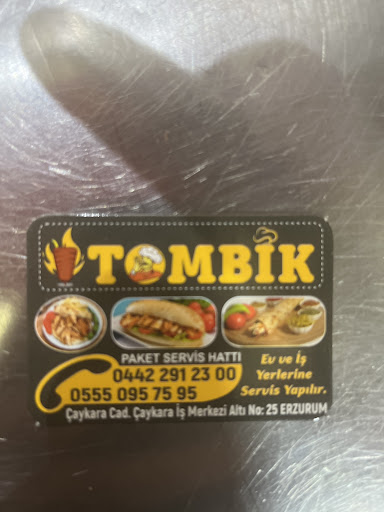 TOMBİK
PAKET SERVİS HATTI
0442 291 23 00
0555 095 75 95
Ev ve İş
Yerlerine
Servis Yapılır.
Çaykara Cad. Çaykara İş Merkezi Altı No: 25 ERZURUM